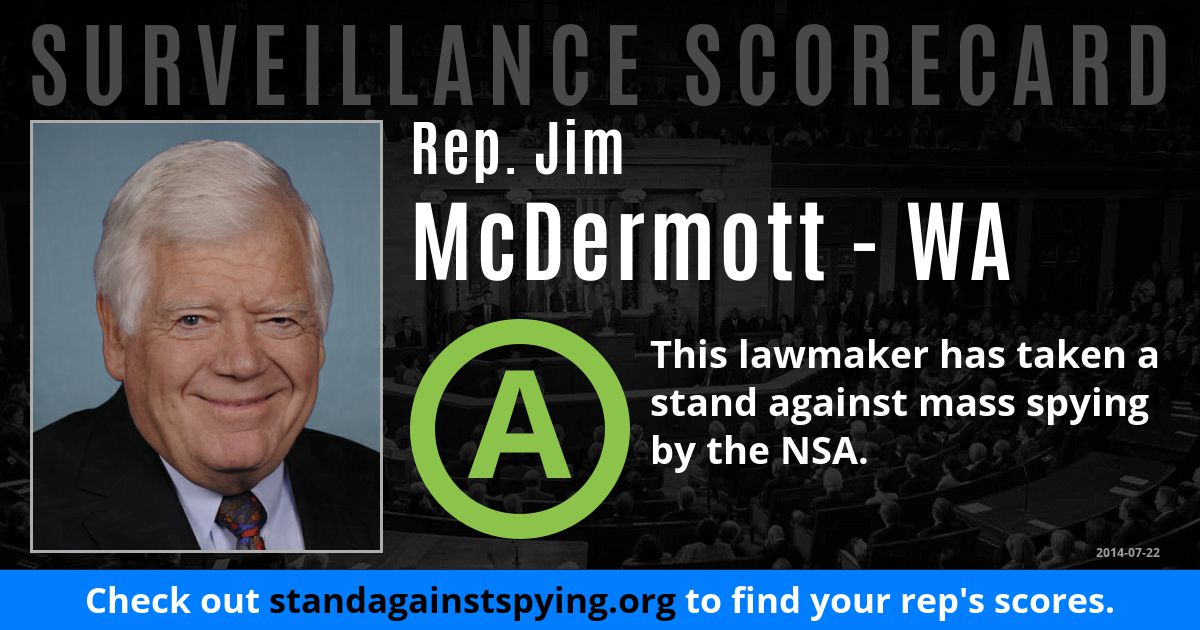 SURVEILLANCE SCORECARD
Rep. Jim
McDermott - WA
A
This lawmaker has taken a
stand against mass spying
by the NSA.
2014-07-22
Check out standagainstspying.org to find your rep's scores.